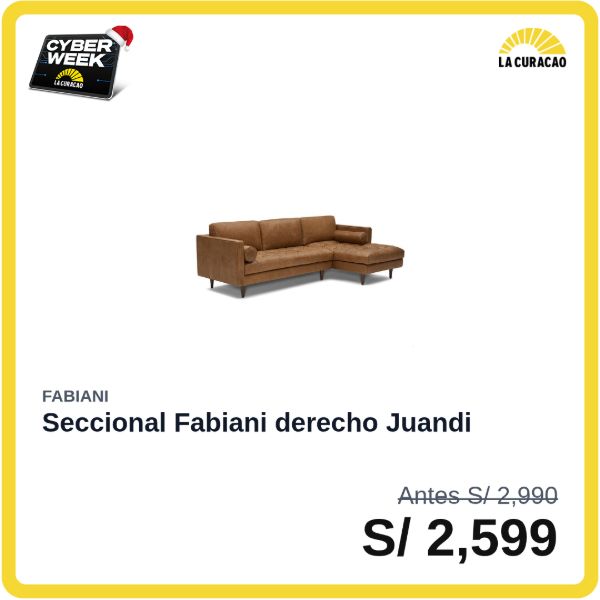 CYBER
WEEK
LA CURACAO
LA CURACAO
FABIANI
Seccional Fabiani derecho Juandi
Antes S/ 2,990
S/ 2,599